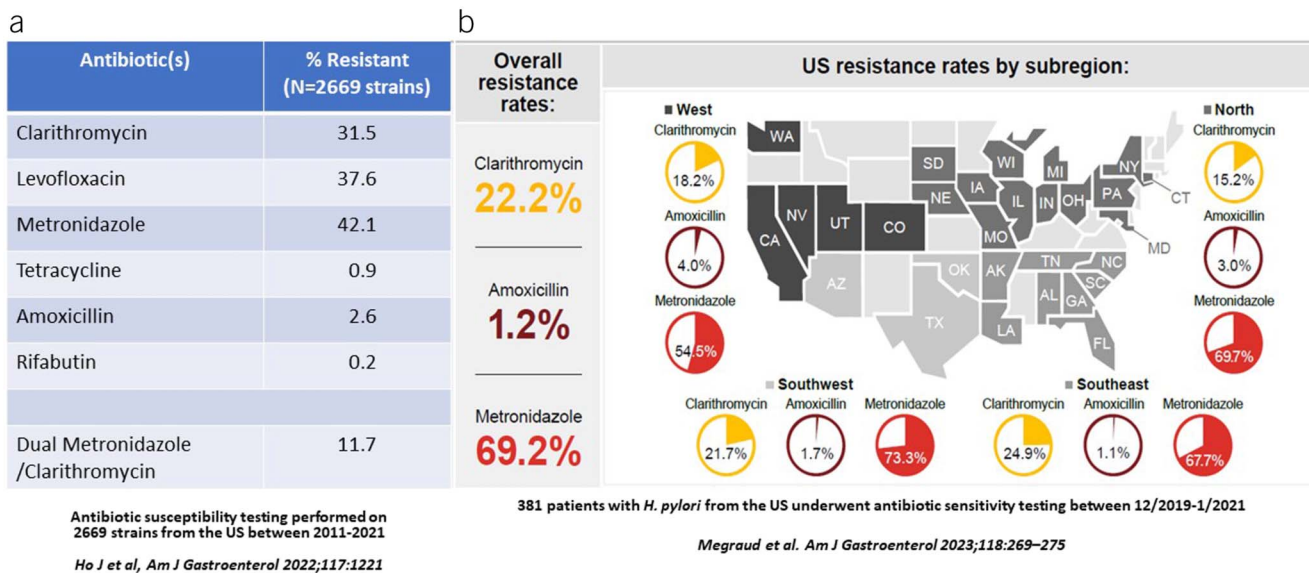 a
Antibiotic(s) % Resistant
(N=2669 strains)
Clarithromycin 31.5
Levofloxacin 37.6
Metronidazole 42.1
Tetracycline 0.9
Amoxicillin 2.6
Rifabutin 0.2
Dual Metronidazole 11.7
/Clarithromycin
Antibiotic susceptibility testing performed on
2669 strains from the US between 2011-2021
Ho J et al, Am J Gastroenterol 2022;117:1221
b
Overall
resistance
rates:
Clarithromycin
22.2%
Amoxicillin
1.2%
Metronidazole
69.2%
US resistance rates by subregion:
West
Clarithromycin
18.2%
Amoxicillin
4.0%
Metronidazole
54.5%
WA
CA
NV
UT
CO
AZ
SD
NE
IA
MO
WI
IL
MI
IN
OH
NY
PA
CT
MD
OK
TX
AK
LA
TN
AL
GA
NC
SC
FL
North
Clarithromycin
15.2%
Amoxicillin
3.0%
Metronidazole
69.7%
Southwest
Clarithromycin Amoxicillin Metronidazole
21.7% 1.7% 73.3%
Southeast
Clarithromycin Amoxicillin Metronidazole
24.9% 1.1% 67.7%
381 patients with H. pylori from the US underwent antibiotic sensitivity testing between 12/2019-1/2021
Megraud et al. Am J Gastroenterol 2023;118:269–275